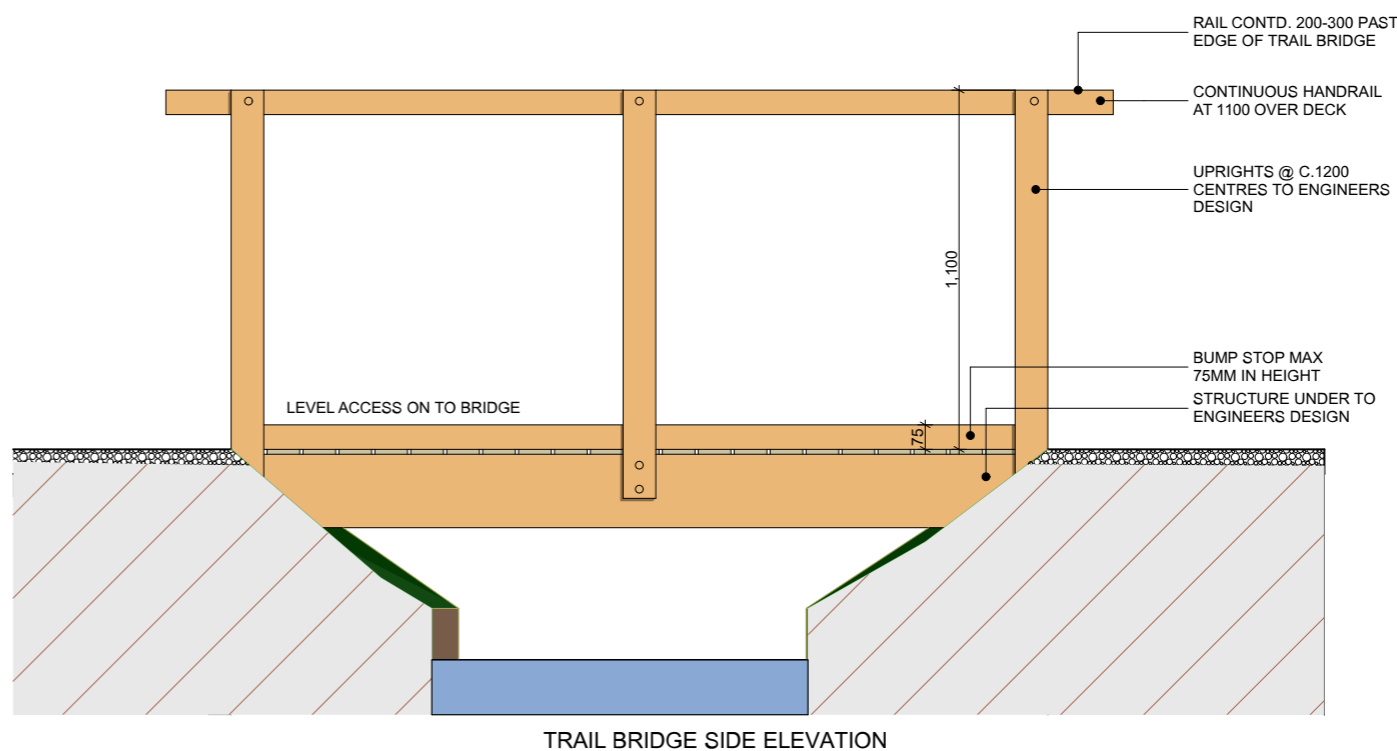 RAIL CONTD. 200-300 PAST
EDGE OF TRAIL BRIDGE
CONTINUOUS HANDRAIL
AT 1100 OVER DECK
UPRIGHTS @ C.1200
CENTRES TO ENGINEERS
DESIGN
1,100
BUMP STOP MAX
75MM IN HEIGHT
STRUCTURE UNDER TO
ENGINEERS DESIGN
LEVEL ACCESS ON TO BRIDGE
75
TRAIL BRIDGE SIDE ELEVATION